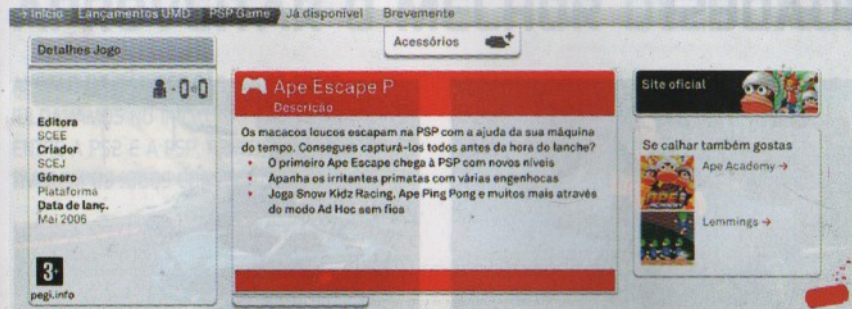 → Início Lançamentos UMD PSP Game Já disponível Brevemente
Acessórios
Detalhes Jogo
Editora
SCEE
Criador
SCEJ
Género
Plataforma
Data de lanç.
Mai 2006
3+
pegi.info
Ape Escape P
Descrição
Os macacos loucos escapam na PSP com a ajuda da sua máquina
do tempo. Consegues capturá-los todos antes da hora de lanche?
• O primeiro Ape Escape chega à PSP com novos níveis
• Apanha os irritantes primatas com várias engenhocas
• Joga Snow Kidz Racing, Ape Ping Pong e muitos mais através
do modo Ad Hoc sem fios
Site oficial
Se calhar também gostas
APE ACADEMY
Ape Academy →
Lemmings →